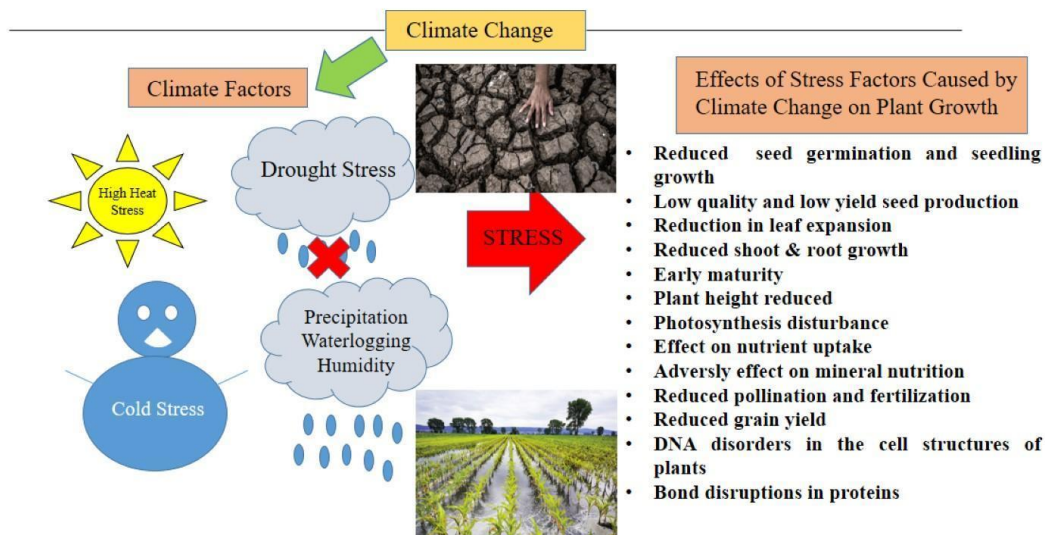 Climate Change
Climate Factors
High Heat
Stress
Drought Stress
Cold Stress
Precipitation
Waterlogging
Humidity
STRESS
Effects of Stress Factors Caused by
Climate Change on Plant Growth
• Reduced seed germination and seedling
growth
• Low quality and low yield seed production
• Reduction in leaf expansion
• Reduced shoot & root growth
• Early maturity
• Plant height reduced
• Photosynthesis disturbance
• Effect on nutrient uptake
• Adversly effect on mineral nutrition
• Reduced pollination and fertilization
• Reduced grain yield
• DNA disorders in the cell structures of
plants
• Bond disruptions in proteins